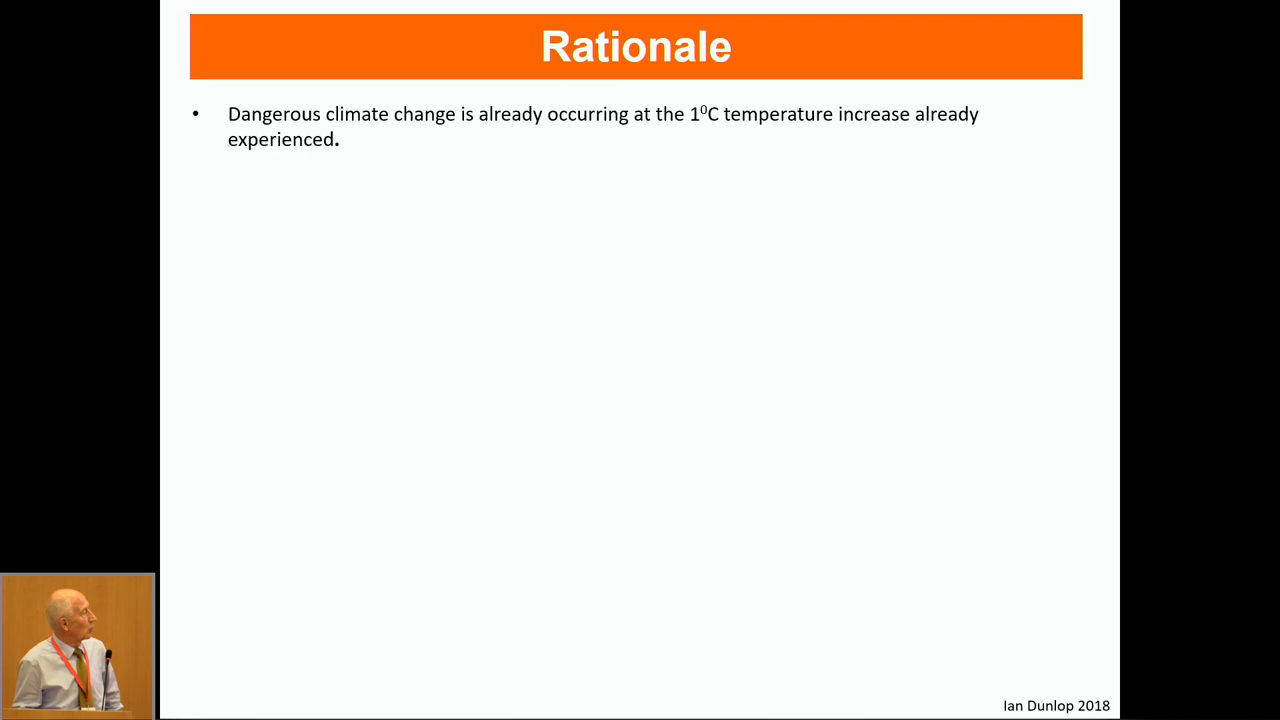 Rationale
• Dangerous climate change is already occurring at the 1⁰C temperature increase already
experienced.
Ian Dunlop 2018